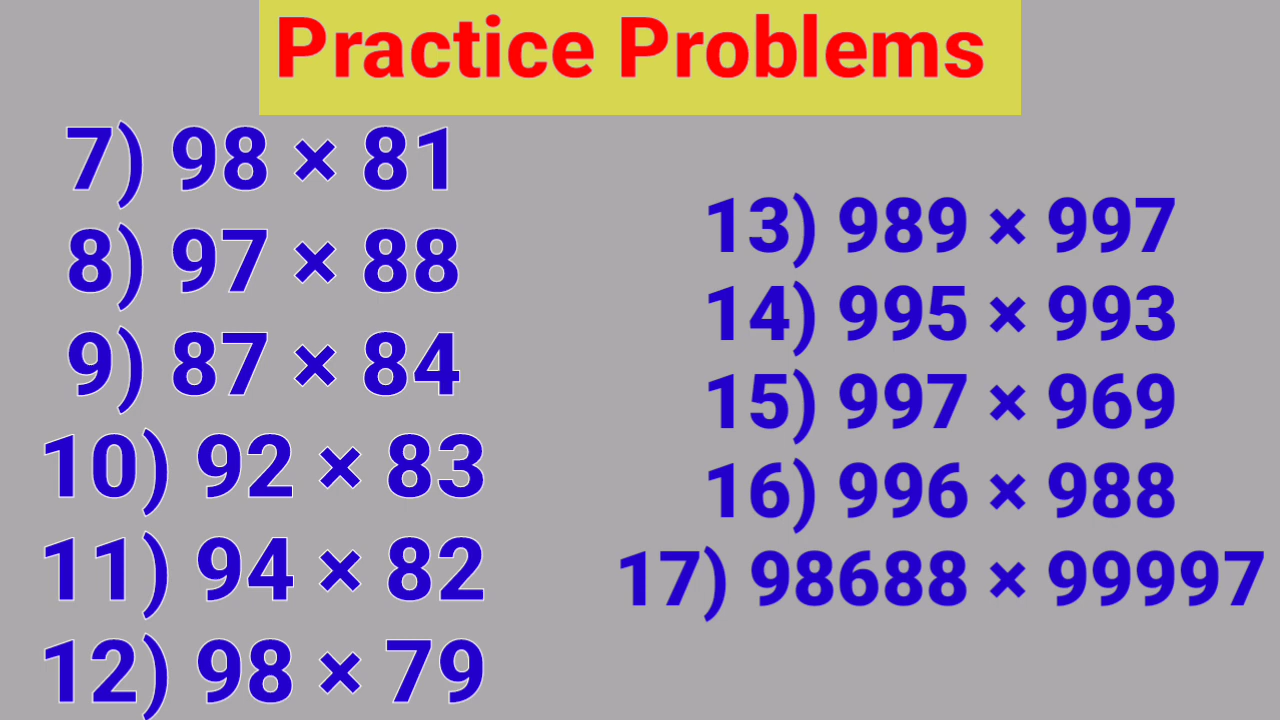 Practice Problems
7) 98 × 81
8) 97 × 88
9) 87 × 84
10) 92 × 83
11) 94 × 82
12) 98 × 79
13) 989 × 997
14) 995 × 993
15) 997 × 969
16) 996 × 988
17) 98688 × 99997